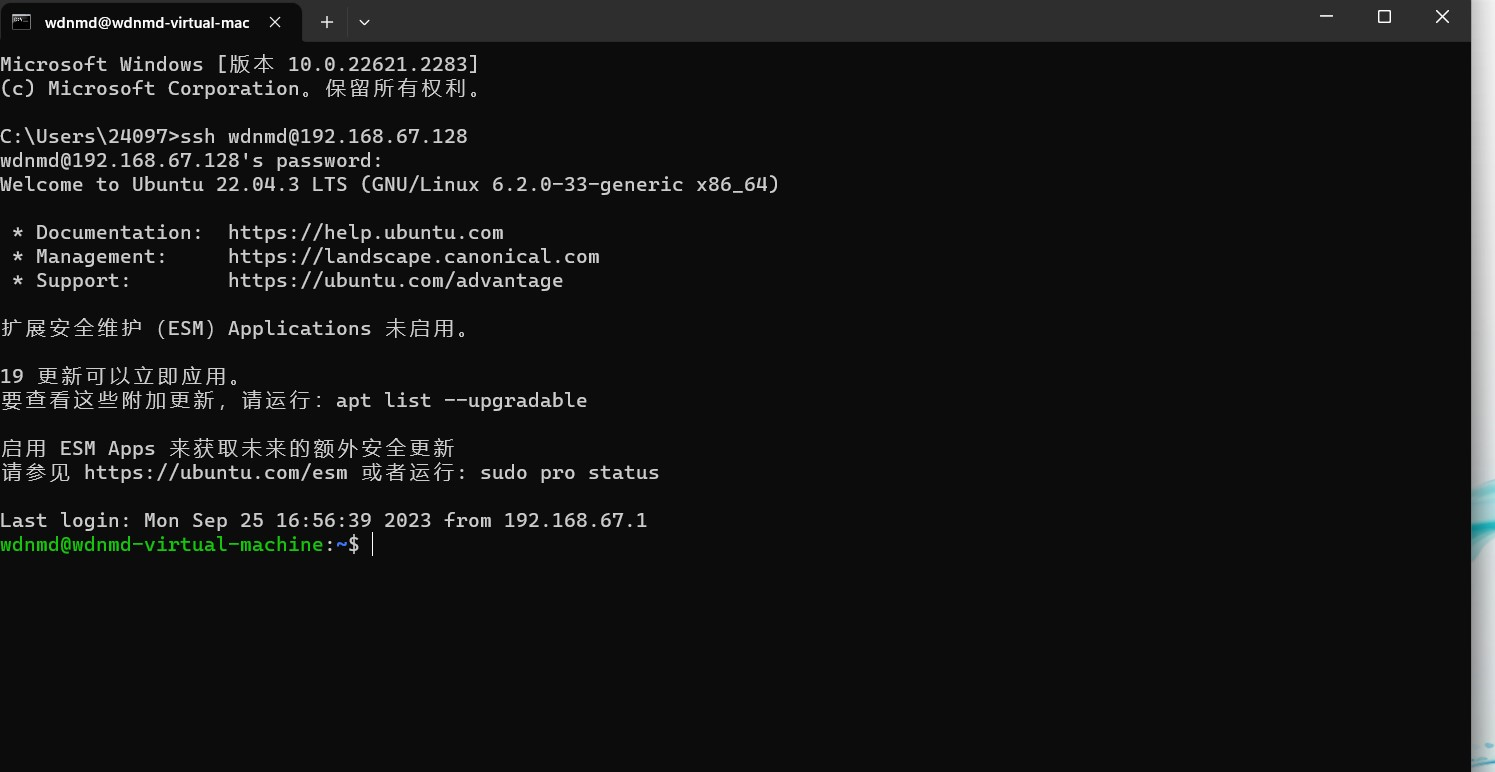 wdnmd@wdnmd-virtual-mac
Microsoft Windows [版本 10.0.22621.2283]
(c) Microsoft Corporation。保留所有权利。
C:\Users\24097>ssh wdnmd@192.168.67.128
wdnmd@192.168.67.128's password:
Welcome to Ubuntu 22.04.3 LTS (GNU/Linux 6.2.0-33-generic x86_64)
* Documentation:  https://help.ubuntu.com
* Management:     https://landscape.canonical.com
* Support:        https://ubuntu.com/advantage
扩展安全维护（ESM）Applications 未启用。
19 更新可以立即应用。
要查看这些附加更新，请运行：apt list --upgradable
启用 ESM Apps 来获取未来的额外安全更新
请参见 https://ubuntu.com/esm 或者运行: sudo pro status
Last login: Mon Sep 25 16:56:39 2023 from 192.168.67.1
wdnmd@wdnmd-virtual-machine:~$